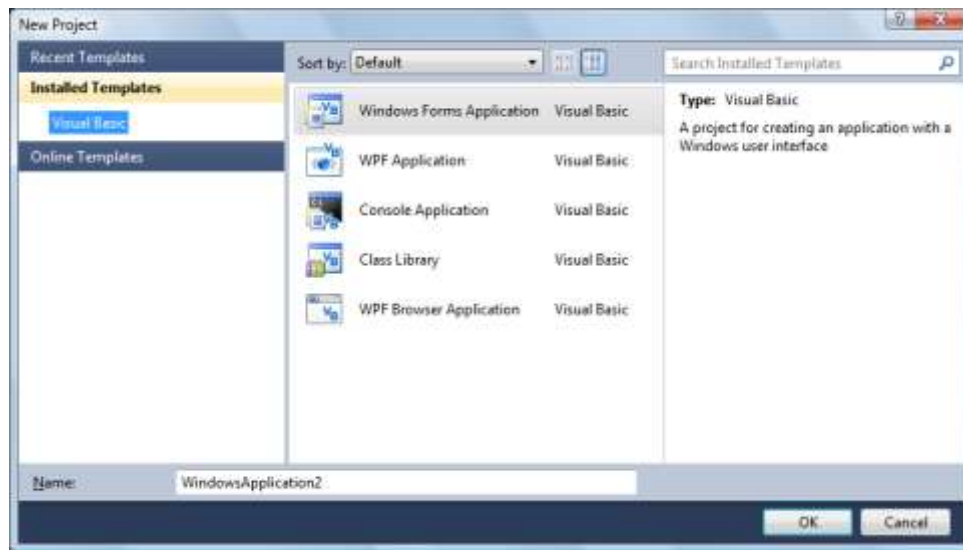 New Project
Recent Templates
Installed Templates
Visual Basic
Online Templates
Sort by: Default
Windows Forms Application Visual Basic
WPF Application Visual Basic
Console Application Visual Basic
Class Library Visual Basic
WPF Browser Application Visual Basic
Search Installed Templates
Type: Visual Basic
A project for creating an application with a
Windows user interface
Name: WindowsApplication2
OK Cancel